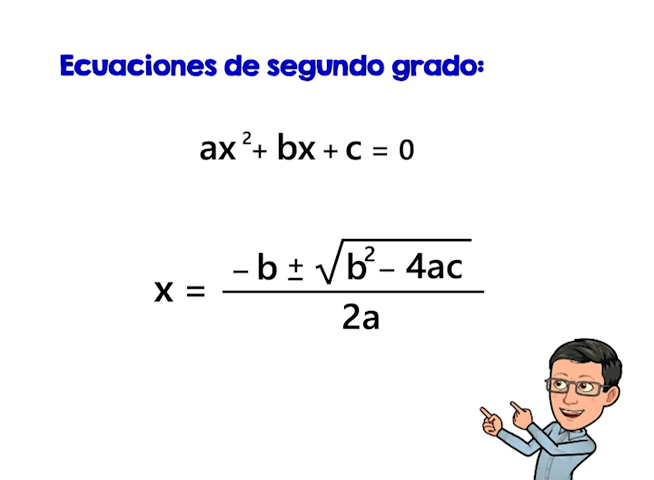 Ecuaciones de segundo grado:
ax² + bx + c = 0
x = (−b ± √(b² − 4ac)) / 2a